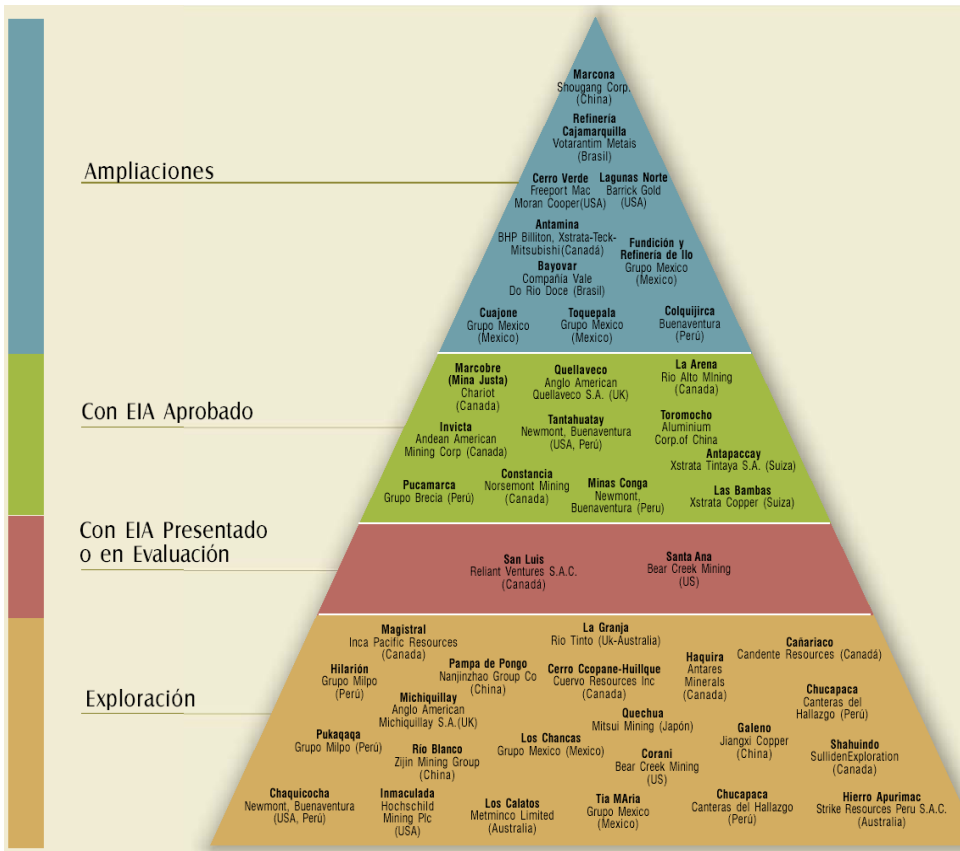 Marcona
Shougang Corp.
(China)
Refinería
Cajamarquilla
Votarantim Metais
(Brasil)
Ampliaciones
Cerro Verde
Freeport Mac
Moran Cooper(USA)
Lagunas Norte
Barrick Gold
(USA)
Antamina
BHP Billiton, Xstrata-Teck-
Mitsubishi(Canadá)
Fundición y
Refinería de Ilo
Grupo Mexico
(Mexico)
Bayovar
Compañía Vale
Do Rio Doce (Brasil)
Cuajone
Grupo Mexico
(Mexico)
Toquepala
Grupo Mexico
(Mexico)
Colquijirca
Buenaventura
(Perú)
Con EIA Aprobado
Marcobre
(Mina Justa)
Chariot
(Canada)
Quellaveco
Anglo American
Quellaveco S.A. (UK)
La Arena
Rio Alto MIning
(Canada)
Invicta
Andean American
Mining Corp (Canada)
Tantahuatay
Newmont, Buenaventura
(USA, Perú)
Toromocho
Aluminium
Corp.of China
Antapaccay
Xstrata Tintaya S.A. (Suiza)
Pucamarca
Grupo Brecia (Perú)
Constancia
Norsemont Mining
(Canada)
Minas Conga
Newmont,
Buenaventura (Peru)
Las Bambas
Xstrata Copper (Suiza)
Con EIA Presentado
o en Evaluación
San Luis
Reliant Ventures S.A.C.
(Canadá)
Santa Ana
Bear Creek Mining
(US)
Exploración
Magistral
Inca Pacific Resources
(Canada)
La Granja
Rio Tinto (Uk-Australia)
Cañariaco
Candente Resources (Canadá)
Hilarión
Grupo Milpo
(Perú)
Pampa de Pongo
Nanjinzhao Group Co
(China)
Cerro Ccopane-Huillque
Cuervo Resources Inc
(Canada)
Haquira
Antares
Minerals
(Canada)
Chucapaca
Canteras del
Hallazgo (Perú)
Michiquillay
Anglo American
Michiquillay S.A.(UK)
Quechua
Mitsui Mining (Japón)
Galeno
Jiangxi Copper
(China)
Pukaqaqa
Grupo Milpo (Perú)
Río Blanco
Zijin Mining Group
(China)
Los Chancas
Grupo Mexico (Mexico)
Corani
Bear Creek Mining
(US)
Shahuindo
SullidenExploration
(Canada)
Chaquicocha
Newmont, Buenaventura
(USA, Perú)
Inmaculada
Hochschild
Mining Plc
(USA)
Los Calatos
Metminco Limited
(Australia)
Tia MAria
Grupo Mexico
(Mexico)
Chucapaca
Canteras del Hallazgo
(Perú)
Hierro Apurimac
Strike Resources Peru S.A.C.
(Australia)